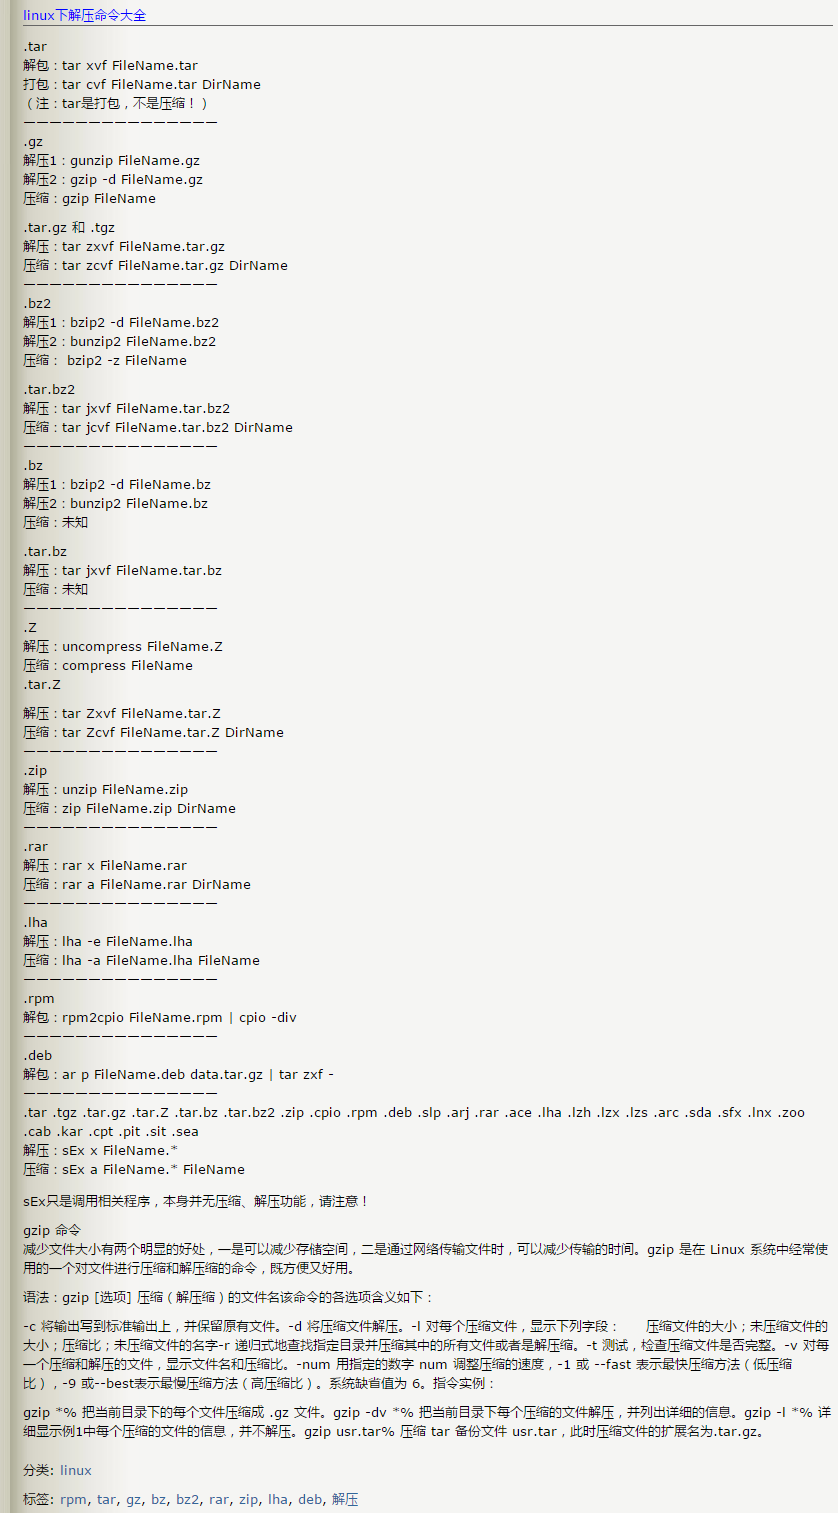 linux下解压命令大全
.tar
解包：tar xvf FileName.tar
打包：tar cvf FileName.tar DirName
（注：tar是打包，不是压缩！）
———————————————
.gz
解压1：gunzip FileName.gz
解压2：gzip -d FileName.gz
压缩：gzip FileName
.tar.gz 和 .tgz
解压：tar zxvf FileName.tar.gz
压缩：tar zcvf FileName.tar.gz DirName
———————————————
.bz2
解压1：bzip2 -d FileName.bz2
解压2：bunzip2 FileName.bz2
压缩： bzip2 -z FileName
.tar.bz2
解压：tar jxvf FileName.tar.bz2
压缩：tar jcvf FileName.tar.bz2 DirName
———————————————
.bz
解压1：bzip2 -d FileName.bz
解压2：bunzip2 FileName.bz
压缩：未知
.tar.bz
解压：tar jxvf FileName.tar.bz
压缩：未知
———————————————
.Z
解压：uncompress FileName.Z
压缩：compress FileName
.tar.Z
解压：tar Zxvf FileName.tar.Z
压缩：tar Zcvf FileName.tar.Z DirName
———————————————
.zip
解压：unzip FileName.zip
压缩：zip FileName.zip DirName
———————————————
.rar
解压：rar x FileName.rar
压缩：rar a FileName.rar DirName
———————————————
.lha
解压：lha -e FileName.lha
压缩：lha -a FileName.lha FileName
———————————————
.rpm
解包：rpm2cpio FileName.rpm | cpio -div
———————————————
.deb
解包：ar p FileName.deb data.tar.gz | tar zxf -
———————————————
.tar .tgz .tar.gz .tar.Z .tar.bz .tar.bz2 .zip .cpio .rpm .deb .slp .arj .rar .ace .lha .lzh .lzx .lzs .arc .sda .sfx .lnx .zoo
.cab .kar .cpt .pit .sit .sea
解压：sEx x FileName.*
压缩：sEx a FileName.* FileName
sEx只是调用相关程序，本身并无压缩、解压功能，请注意！
gzip 命令
减少文件大小有两个明显的好处，一是可以减少存储空间，二是通过网络传输文件时，可以减少传输的时间。gzip 是在 Linux 系统中经常使
用的一个对文件进行压缩和解压缩的命令，既方便又好用。
语法：gzip [选项] 压缩（解压缩）的文件名该命令的各选项含义如下：
-c 将输出写到标准输出上，并保留原有文件。-d 将压缩文件解压。-l 对每个压缩文件，显示下列字段： 压缩文件的大小；未压缩文件的
大小；压缩比；未压缩文件的名字-r 递归式地查找指定目录并压缩其中的所有文件或者是解压缩。-t 测试，检查压缩文件是否完整。-v 对每
一个压缩和解压的文件，显示文件名和压缩比。-num 用指定的数字 num 调整压缩的速度，-1 或 --fast 表示最快压缩方法（低压缩
比），-9 或--best表示最慢压缩方法（高压缩比）。系统缺省值为 6。指令实例：
gzip *% 把当前目录下的每个文件压缩成 .gz 文件。gzip -dv *% 把当前目录下每个压缩的文件解压，并列出详细的信息。gzip -l *% 详
细显示例1中每个压缩的文件的信息，并不解压。gzip usr.tar% 压缩 tar 备份文件 usr.tar，此时压缩文件的扩展名为.tar.gz。
分类: linux
标签: rpm, tar, gz, bz, bz2, rar, zip, lha, deb, 解压